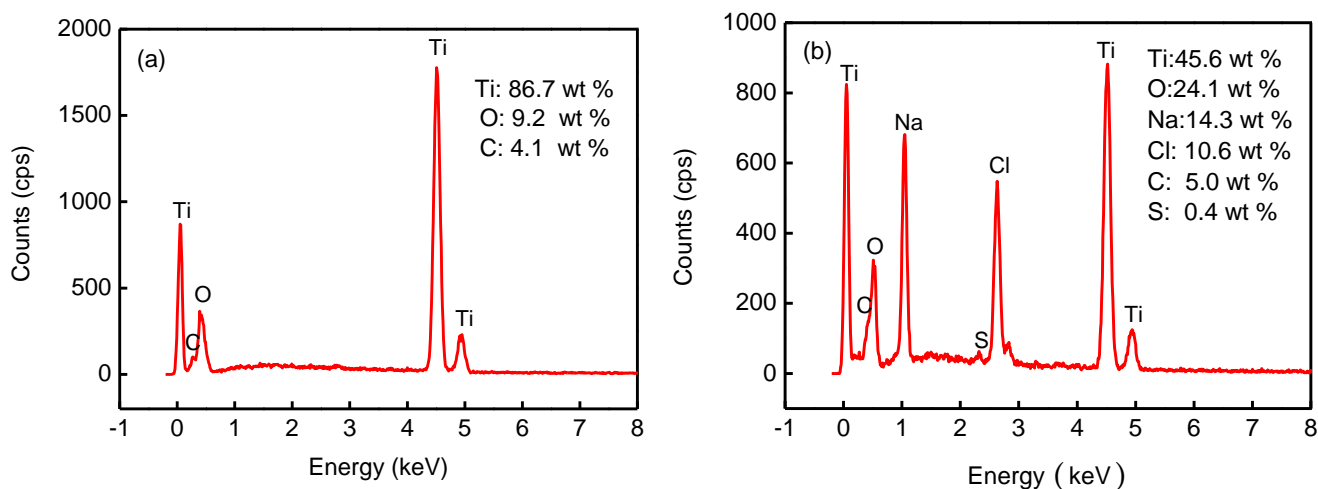 (a)
2000
1500
1000
500
0
Counts (cps)
Ti
Ti: 86.7 wt %
O: 9.2 wt %
C: 4.1 wt %
Ti
O
C
Ti
-1 0 1 2 3 4 5 6 7 8
Energy (keV)
(b)
1000
800
600
400
200
0
Counts (cps)
Ti
Ti:45.6 wt %
O:24.1 wt %
Na:14.3 wt %
Cl: 10.6 wt %
C: 5.0 wt %
S: 0.4 wt %
Ti
Na
Cl
O
C
S
Ti
-1 0 1 2 3 4 5 6 7 8
Energy ( keV )